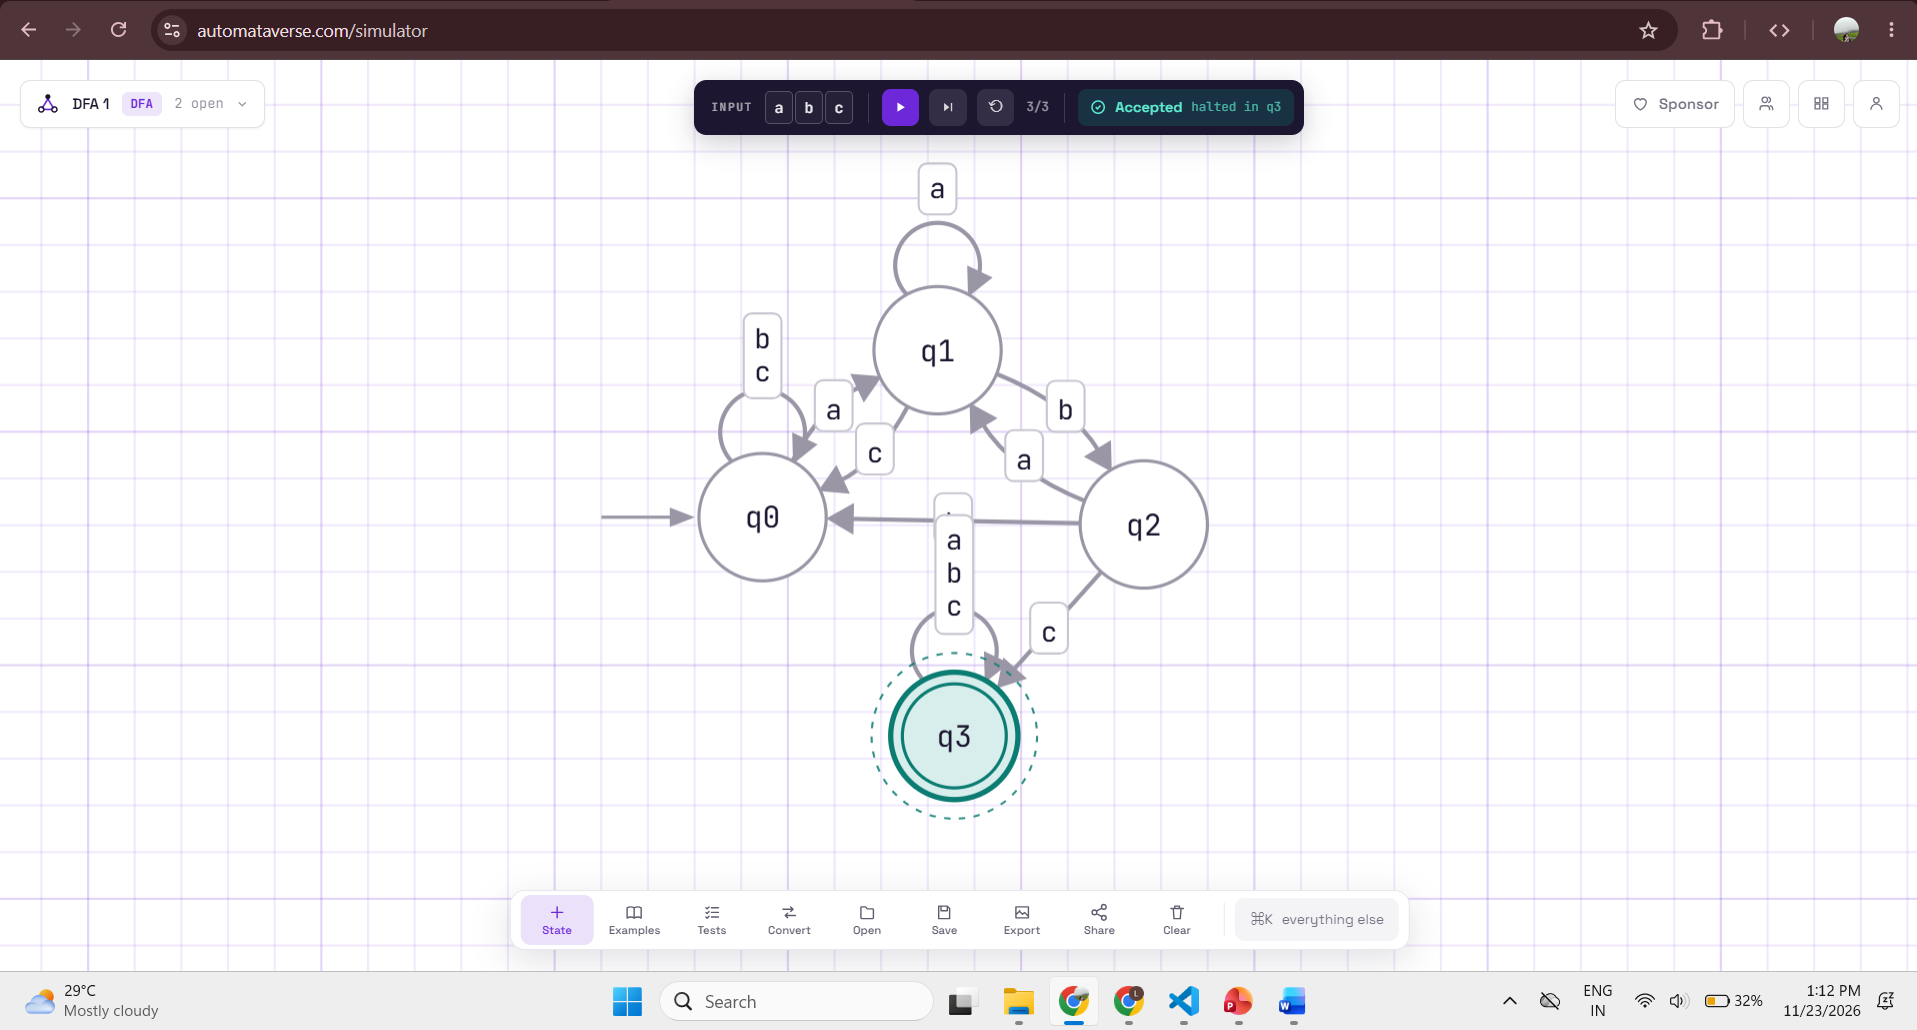 automataverse.com/simulator
DFA 1 DFA 2 open
INPUT a b c 3/3 Accepted halted in q3
Sponsor
a
q1
b
c
a
b
c
a
q0
q2
a
b
c
c
q3
State Examples Tests Convert Open Save Export Share Clear ⌘K everything else
29°C
Mostly cloudy
Search
L
P
W
ENG
IN
32%
1:12 PM
11/23/2026